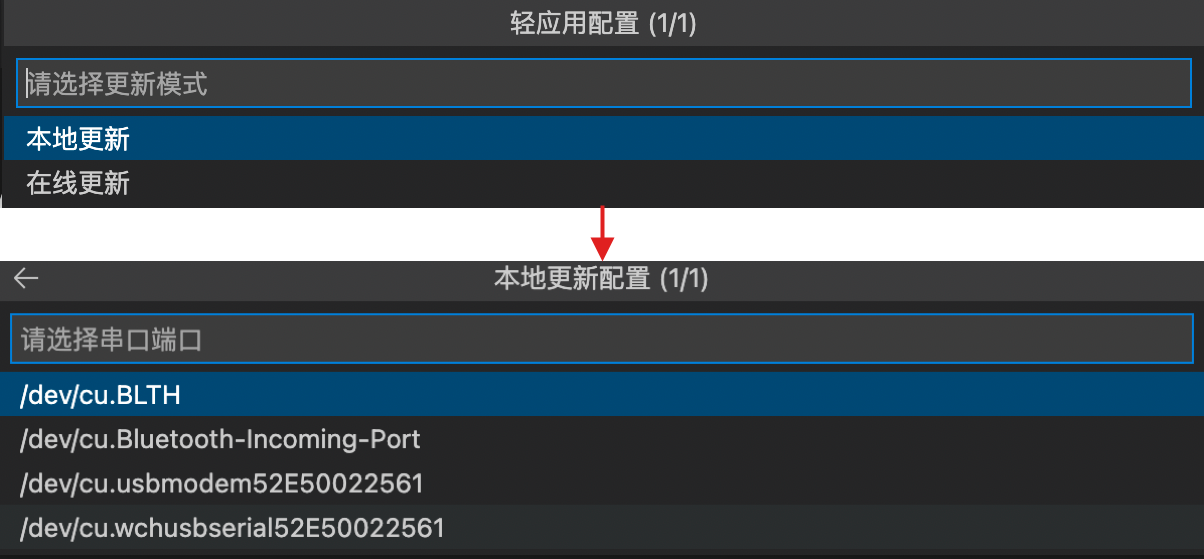 轻应用配置 (1/1)
请选择更新模式
本地更新
在线更新
本地更新配置 (1/1)
请选择串口端口
/dev/cu.BLTH
/dev/cu.Bluetooth-Incoming-Port
/dev/cu.usbmodem52E50022561
/dev/cu.wchusbserial52E50022561